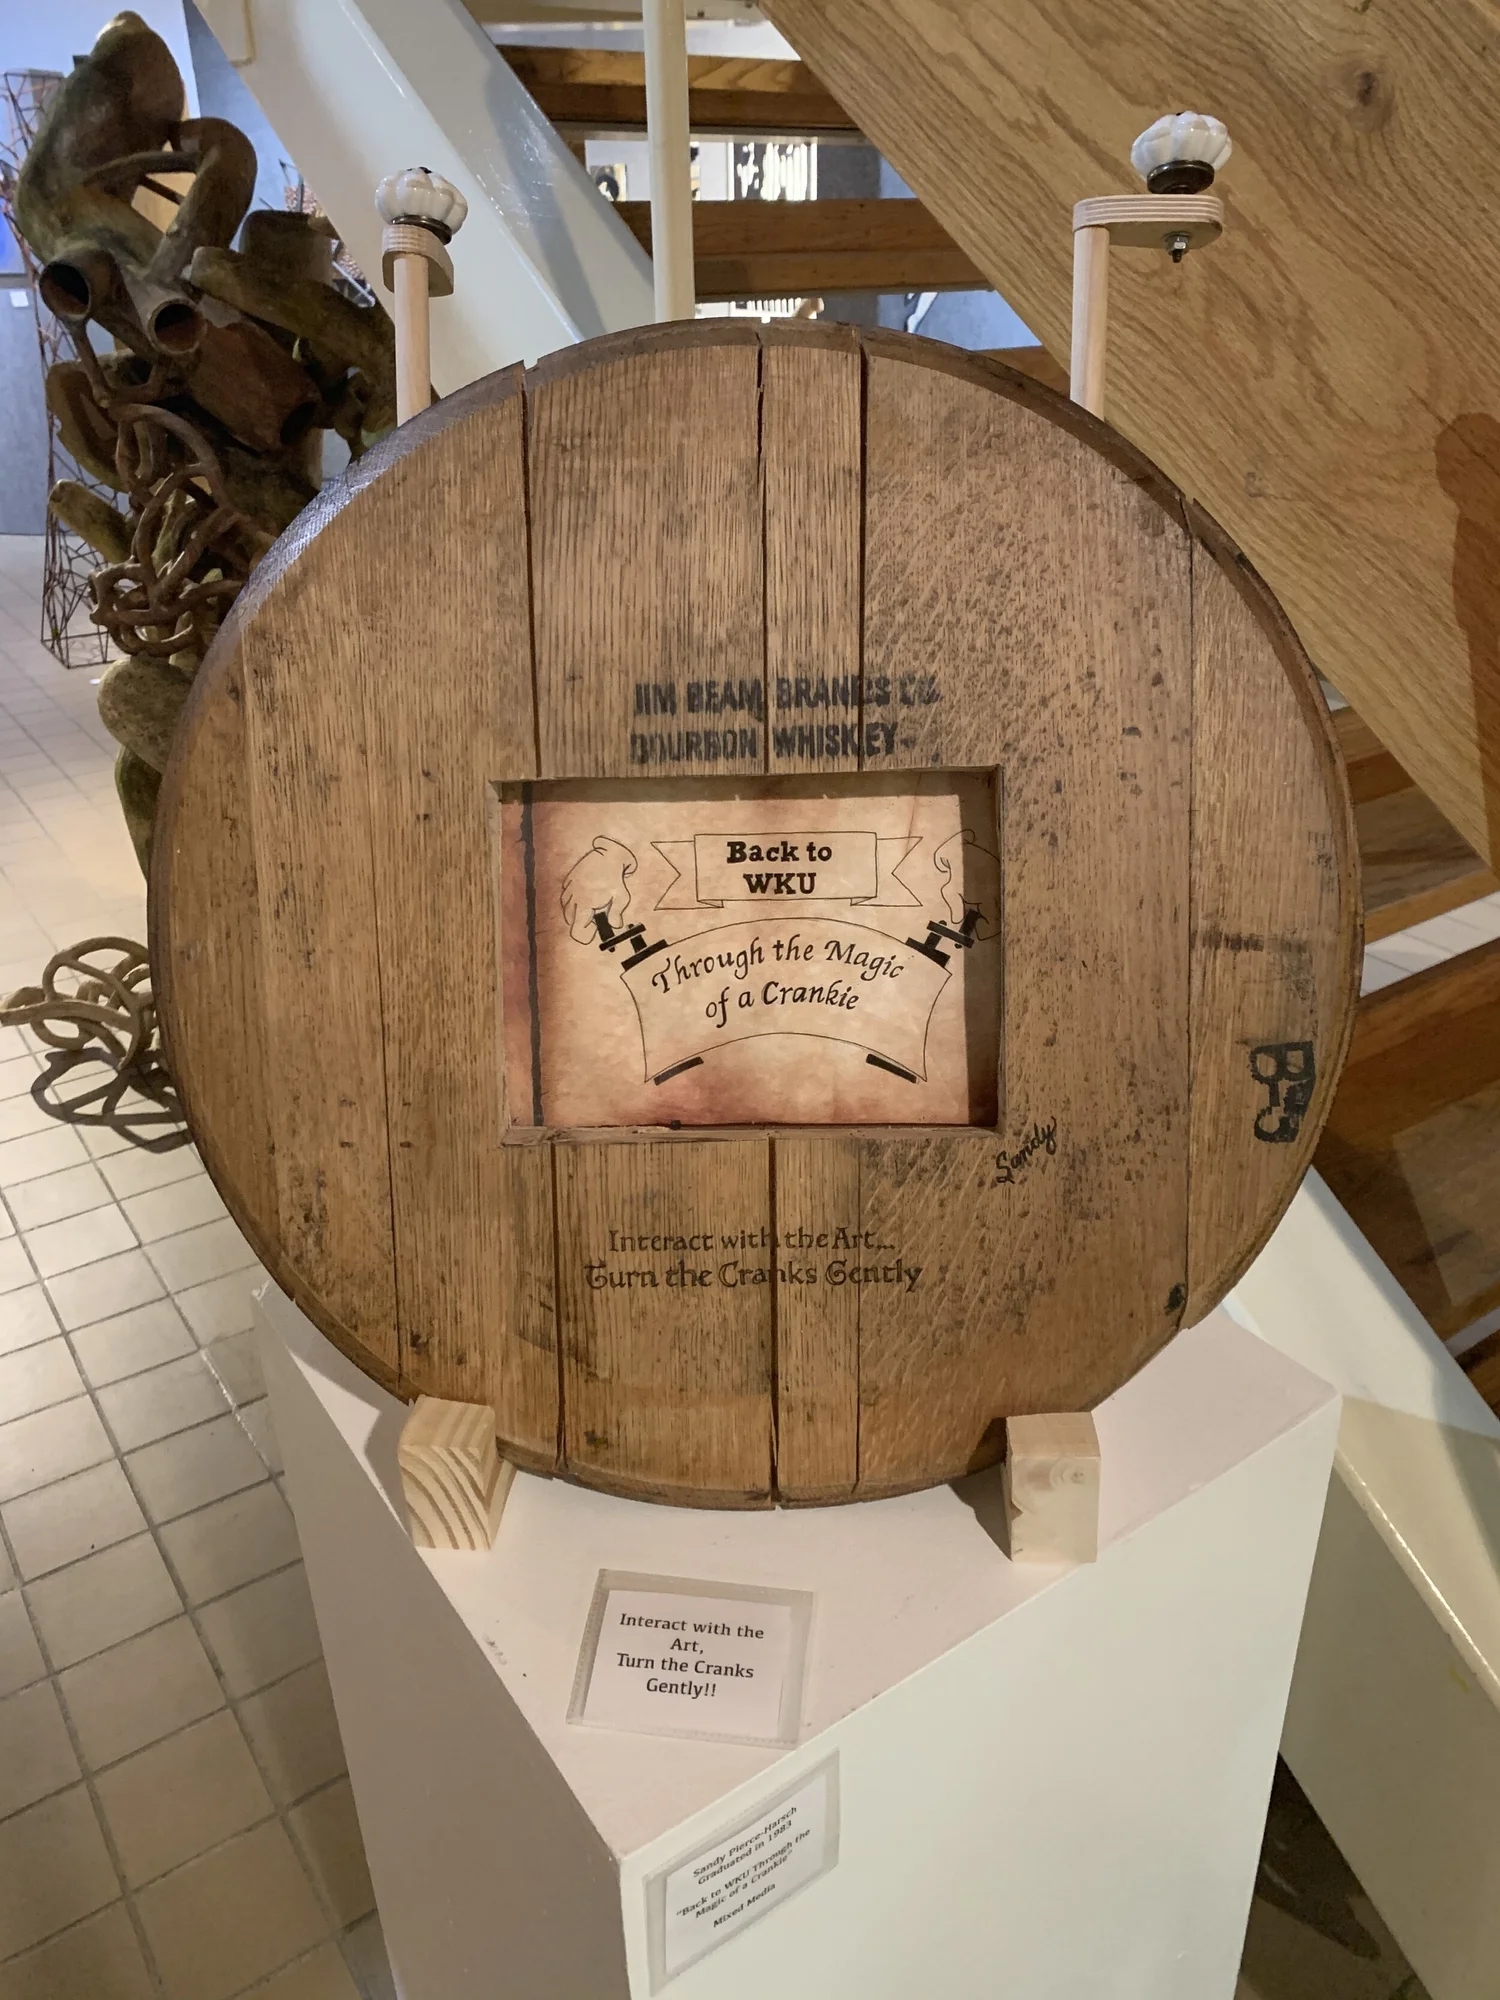 JIM BEAM BRANDS CO.
BOURBON WHISKEY
Back to
WKU
Through the Magic
of a Crankie
Sandy
Interact with the Art...
Turn the Cranks Gently
Interact with the
Art,
Turn the Cranks
Gently!!
Sandy Pierce-Harsch
Graduated in 1983
"Back to WKU Through the
Magic of a Crankie"
Mixed Media